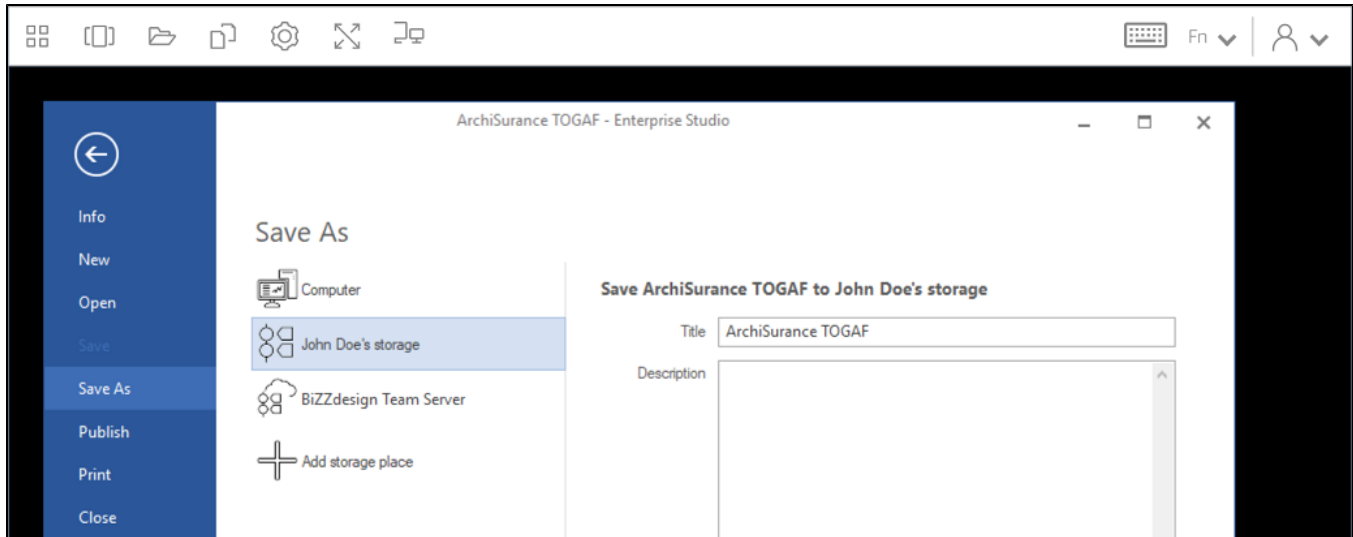 Fn
ArchiSurance TOGAF - Enterprise Studio
Info
New
Open
Save
Save As
Publish
Print
Close
Save As
Computer
John Doe's storage
BiZZdesign Team Server
Add storage place
Save ArchiSurance TOGAF to John Doe's storage
Title ArchiSurance TOGAF
Description